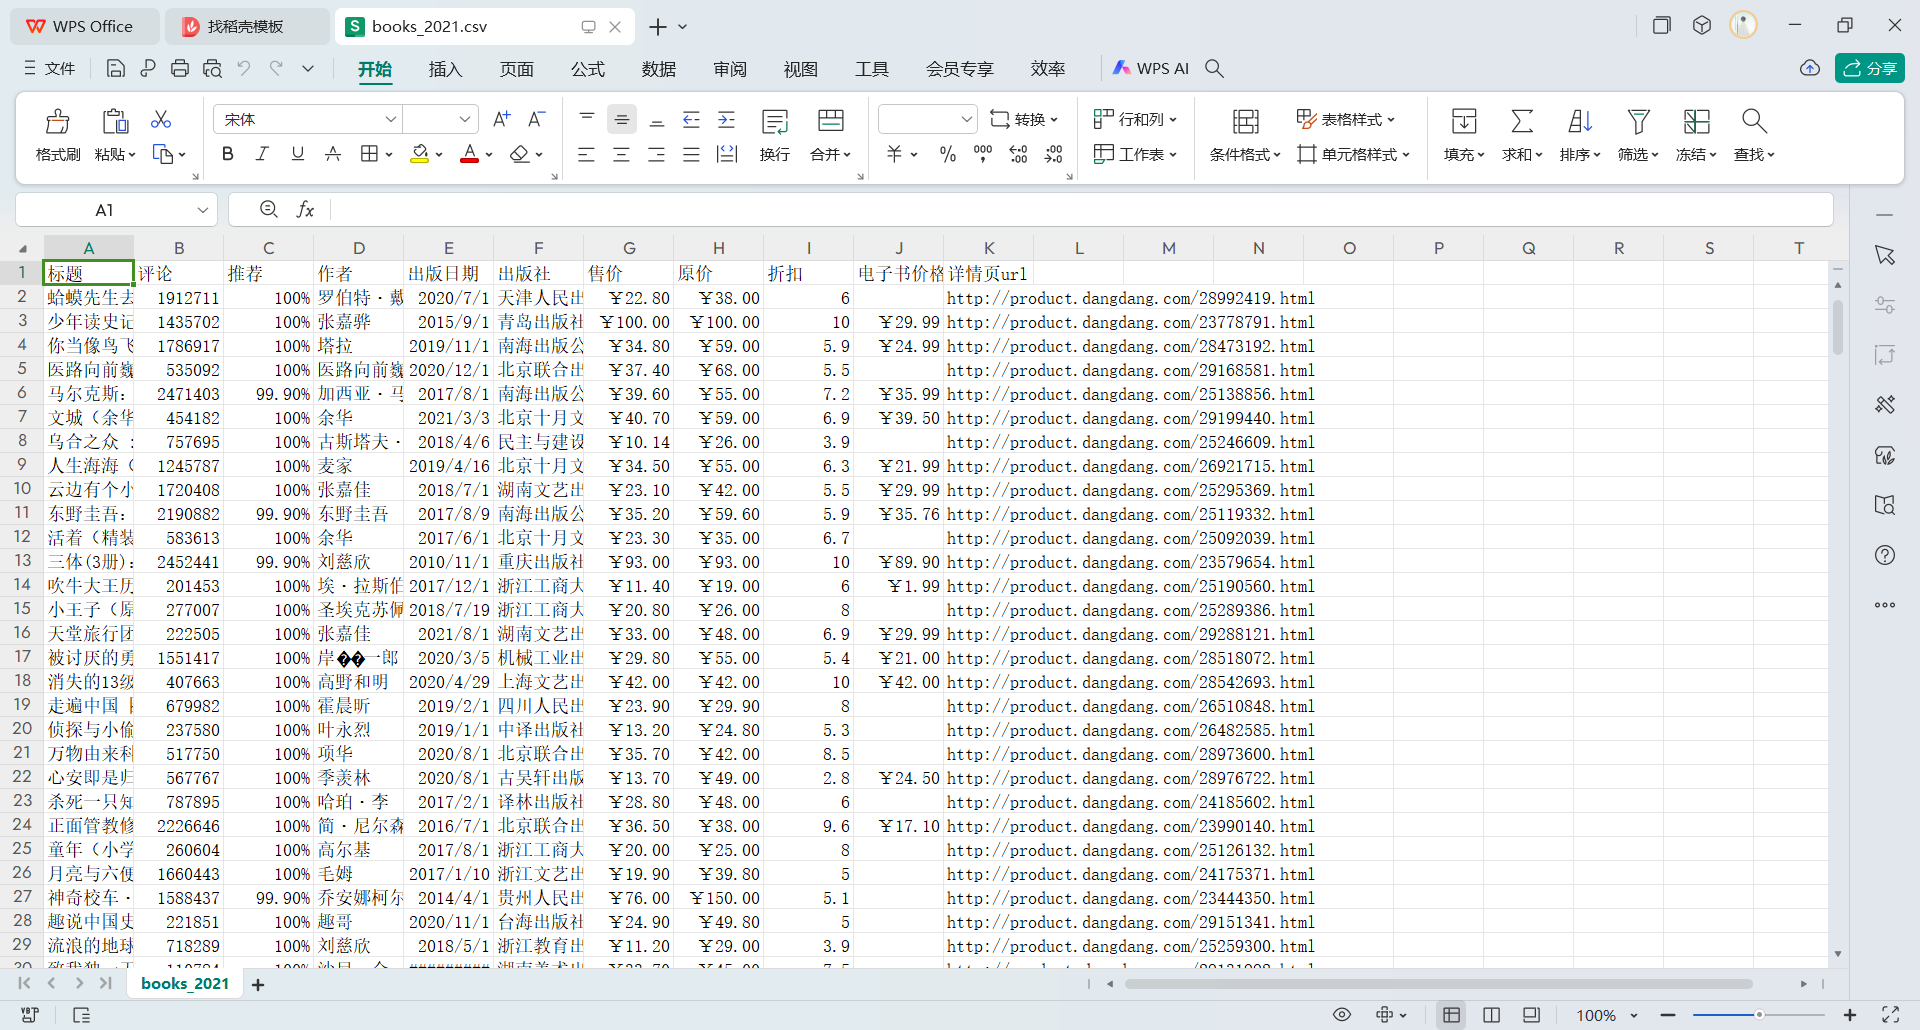 WPS Office 找稻壳模板 books_2021.csv
文件 开始 插入 页面 公式 数据 审阅 视图 工具 会员专享 效率 WPS AI 分享
宋体 转换 行和列 表格样式
格式刷 粘贴 换行 合并 工作表 条件格式 单元格样式 填充 求和 排序 筛选 冻结 查找
A1
A B C D E F G H I J K L M N O P Q R S T
1 标题 评论 推荐 作者 出版日期 出版社 售价 原价 折扣 电子书价格 详情页url
2 蛤蟆先生去 1912711 100% 罗伯特·戴 2020/7/1 天津人民出 ￥22.80 ￥38.00 6 http://product.dangdang.com/28992419.html
3 少年读史记 1435702 100% 张嘉骅 2015/9/1 青岛出版社 ￥100.00 ￥100.00 10 ￥29.99 http://product.dangdang.com/23778791.html
4 你当像鸟飞 1786917 100% 塔拉 2019/11/1 南海出版公 ￥34.80 ￥59.00 5.9 ￥24.99 http://product.dangdang.com/28473192.html
5 医路向前巍 535092 100% 医路向前巍 2020/12/1 北京联合出 ￥37.40 ￥68.00 5.5 http://product.dangdang.com/29168581.html
6 马尔克斯： 2471403 99.90% 加西亚·马 2017/8/1 南海出版公 ￥39.60 ￥55.00 7.2 ￥35.99 http://product.dangdang.com/25138856.html
7 文城（余华 454182 100% 余华 2021/3/3 北京十月文 ￥40.70 ￥59.00 6.9 ￥39.50 http://product.dangdang.com/29199440.html
8 乌合之众 ： 757695 100% 古斯塔夫· 2018/4/6 民主与建设 ￥10.14 ￥26.00 3.9 http://product.dangdang.com/25246609.html
9 人生海海（ 1245787 100% 麦家 2019/4/16 北京十月文 ￥34.50 ￥55.00 6.3 ￥21.99 http://product.dangdang.com/26921715.html
10 云边有个小 1720408 100% 张嘉佳 2018/7/1 湖南文艺出 ￥23.10 ￥42.00 5.5 ￥29.99 http://product.dangdang.com/25295369.html
11 东野圭吾： 2190882 99.90% 东野圭吾 2017/8/9 南海出版公 ￥35.20 ￥59.60 5.9 ￥35.76 http://product.dangdang.com/25119332.html
12 活着（精装 583613 100% 余华 2017/6/1 北京十月文 ￥23.30 ￥35.00 6.7 http://product.dangdang.com/25092039.html
13 三体(3册)： 2452441 99.90% 刘慈欣 2010/11/1 重庆出版社 ￥93.00 ￥93.00 10 ￥89.90 http://product.dangdang.com/23579654.html
14 吹牛大王历 201453 100% 埃·拉斯伯 2017/12/1 浙江工商大 ￥11.40 ￥19.00 6 ￥1.99 http://product.dangdang.com/25190560.html
15 小王子（原 277007 100% 圣埃克苏佩 2018/7/19 浙江工商大 ￥20.80 ￥26.00 8 http://product.dangdang.com/25289386.html
16 天堂旅行团 222505 100% 张嘉佳 2021/8/1 湖南文艺出 ￥33.00 ￥48.00 6.9 ￥29.99 http://product.dangdang.com/29288121.html
17 被讨厌的勇 1551417 100% 岸��一郎 2020/3/5 机械工业出 ￥29.80 ￥55.00 5.4 ￥21.00 http://product.dangdang.com/28518072.html
18 消失的13级 407663 100% 高野和明 2020/4/29 上海文艺出 ￥42.00 ￥42.00 10 ￥42.00 http://product.dangdang.com/28542693.html
19 走遍中国 679982 100% 霍晨昕 2019/2/1 四川人民出 ￥23.90 ￥29.90 8 http://product.dangdang.com/26510848.html
20 侦探与小偷 237580 100% 叶永烈 2019/1/1 中译出版社 ￥13.20 ￥24.80 5.3 http://product.dangdang.com/26482585.html
21 万物由来科 517750 100% 项华 2020/8/1 北京联合出 ￥35.70 ￥42.00 8.5 http://product.dangdang.com/28973600.html
22 心安即是归 567767 100% 季羡林 2020/8/1 古吴轩出版 ￥13.70 ￥49.00 2.8 ￥24.50 http://product.dangdang.com/28976722.html
23 杀死一只知 787895 100% 哈珀·李 2017/2/1 译林出版社 ￥28.80 ￥48.00 6 http://product.dangdang.com/24185602.html
24 正面管教修 2226646 100% 简·尼尔森 2016/7/1 北京联合出 ￥36.50 ￥38.00 9.6 ￥17.10 http://product.dangdang.com/23990140.html
25 童年（小学 260604 100% 高尔基 2017/8/1 浙江工商大 ￥20.00 ￥25.00 8 http://product.dangdang.com/25126132.html
26 月亮与六便 1660443 100% 毛姆 2017/1/10 浙江文艺出 ￥19.90 ￥39.80 5 http://product.dangdang.com/24175371.html
27 神奇校车· 1588437 99.90% 乔安娜柯尔 2014/4/1 贵州人民出 ￥76.00 ￥150.00 5.1 http://product.dangdang.com/23444350.html
28 趣说中国史 221851 100% 趣哥 2020/11/1 台海出版社 ￥24.90 ￥49.80 5 http://product.dangdang.com/29151341.html
29 流浪的地球 718289 100% 刘慈欣 2018/5/1 浙江教育出 ￥11.20 ￥29.00 3.9 http://product.dangdang.com/25259300.html
books_2021
100%